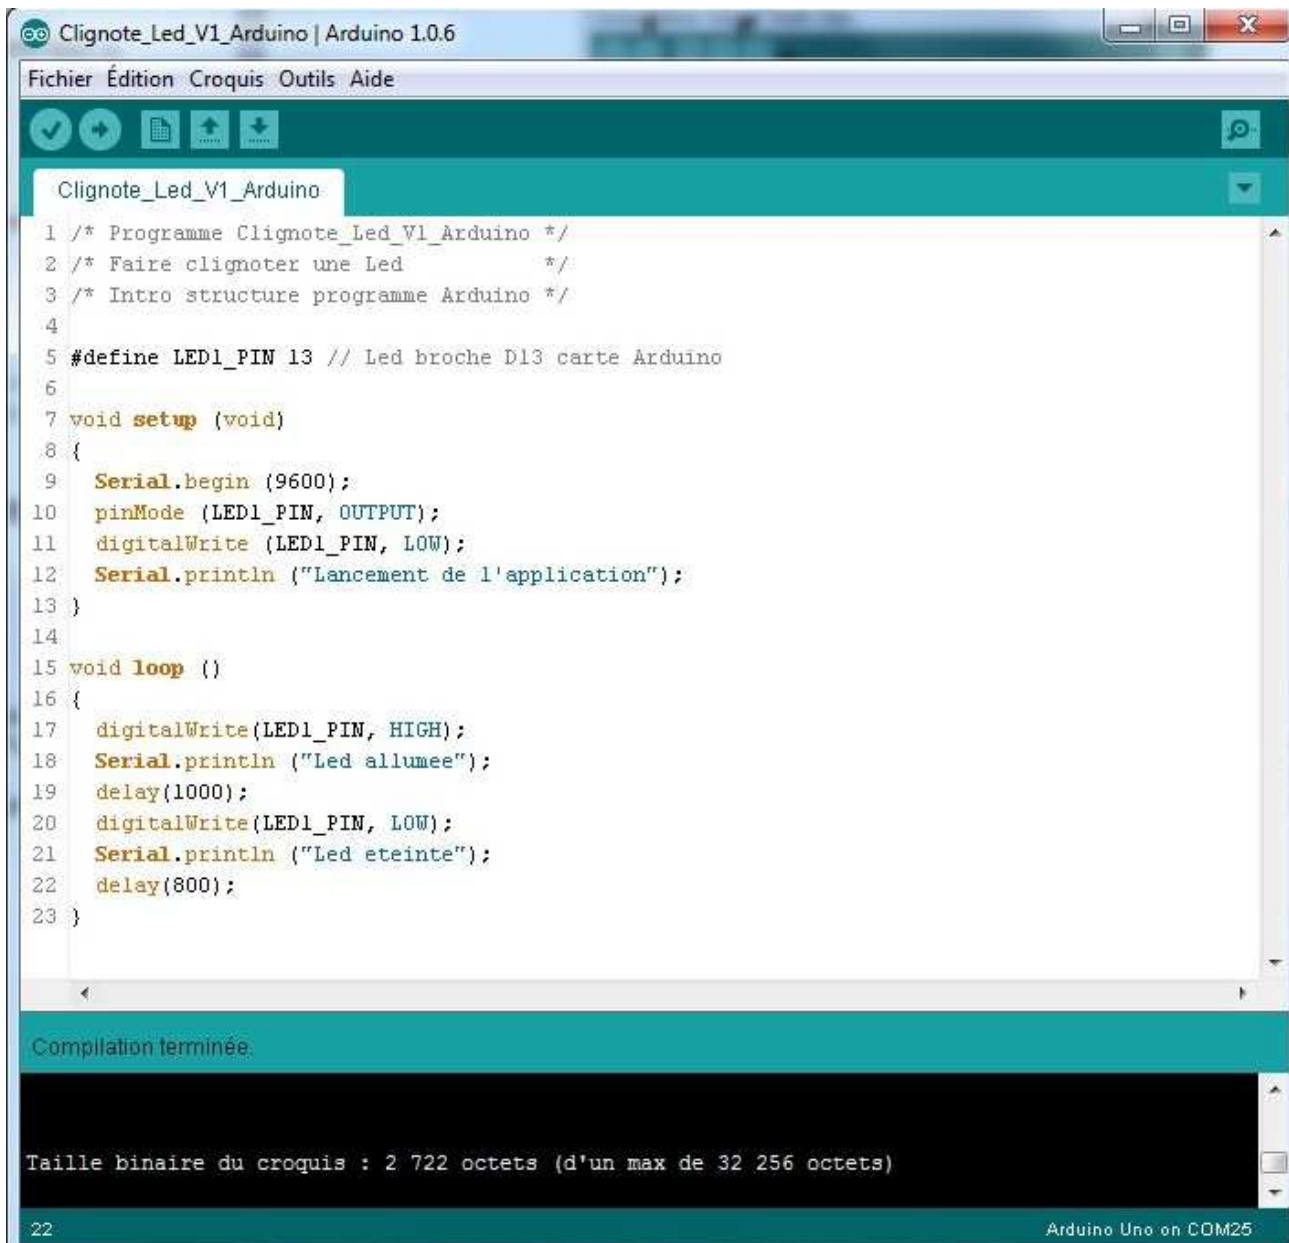 Clignote_Led_V1_Arduino | Arduino 1.0.6
Fichier Édition Croquis Outils Aide
Clignote_Led_V1_Arduino
1 /* Programme Clignote_Led_V1_Arduino */
2 /* Faire clignoter une Led */
3 /* Intro structure programme Arduino */
4
5 #define LED1_PIN 13 // Led broche D13 carte Arduino
6
7 void setup (void)
8 {
9 Serial.begin (9600);
10 pinMode (LED1_PIN, OUTPUT);
11 digitalWrite (LED1_PIN, LOW);
12 Serial.println ("Lancement de l'application");
13 }
14
15 void loop ()
16 {
17 digitalWrite(LED1_PIN, HIGH);
18 Serial.println ("Led allumee");
19 delay(1000);
20 digitalWrite(LED1_PIN, LOW);
21 Serial.println ("Led eteinte");
22 delay(800);
23 }
Compilation terminée.
Taille binaire du croquis : 2 722 octets (d'un max de 32 256 octets)
22 Arduino Uno on COM25